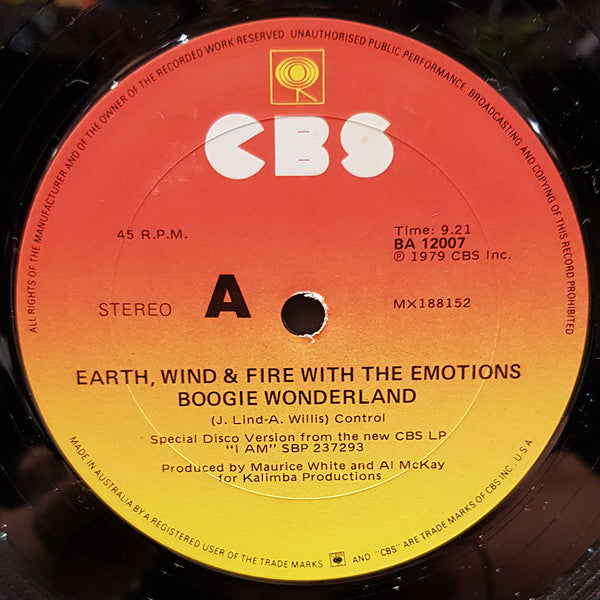 ALL RIGHTS OF THE MANUFACTURER AND OF THE OWNER OF THE RECORDED WORK RESERVED. UNAUTHORISED PUBLIC PERFORMANCE, BROADCASTING AND COPYING OF THIS RECORD PROHIBITED
CBS
45 R.P.M.
Time: 9.21
BA 12007
℗ 1979 CBS Inc.
STEREO
A
MX188152
EARTH, WIND & FIRE WITH THE EMOTIONS
BOOGIE WONDERLAND
(J. Lind-A. Willis) Control
Special Disco Version from the new CBS LP
"I AM" SBP 237293
Produced by Maurice White and Al McKay
for Kalimba Productions
MADE IN AUSTRALIA BY A REGISTERED USER OF THE TRADE MARKS AND "CBS" ARE TRADE MARKS OF CBS INC. U.S.A